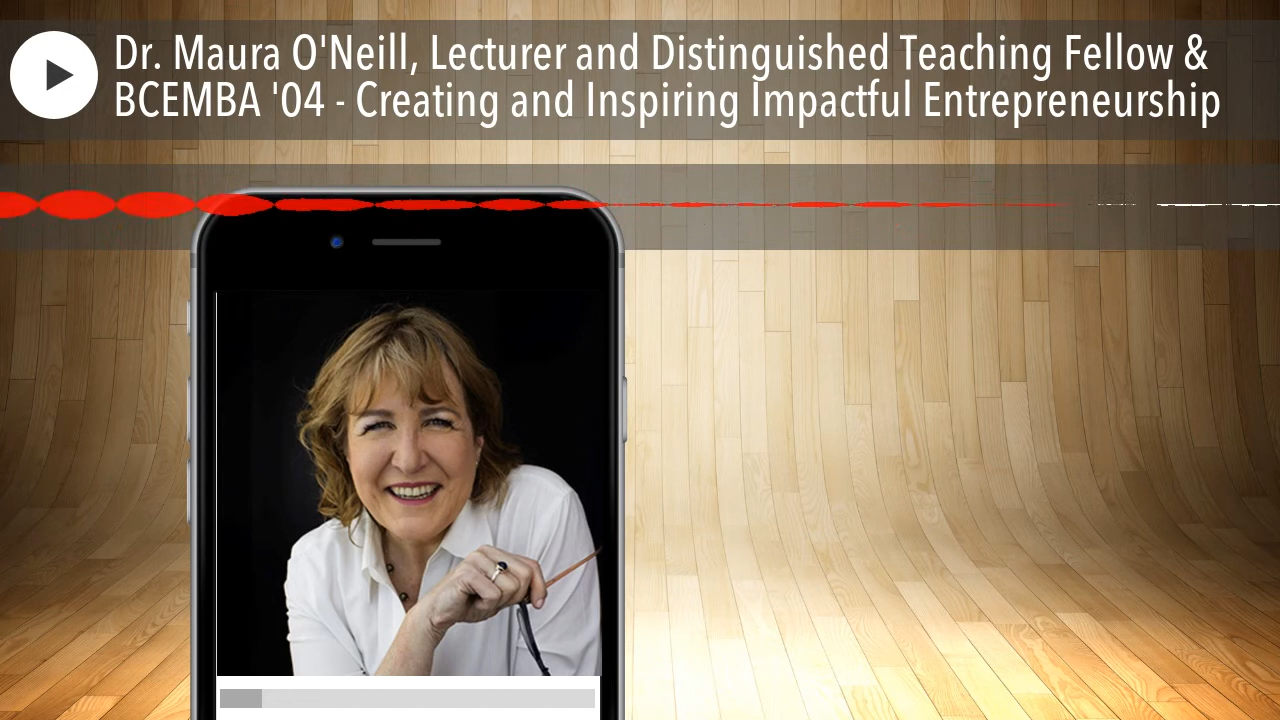 Dr. Maura O'Neill, Lecturer and Distinguished Teaching Fellow &
BCEMBA '04 - Creating and Inspiring Impactful Entrepreneurship